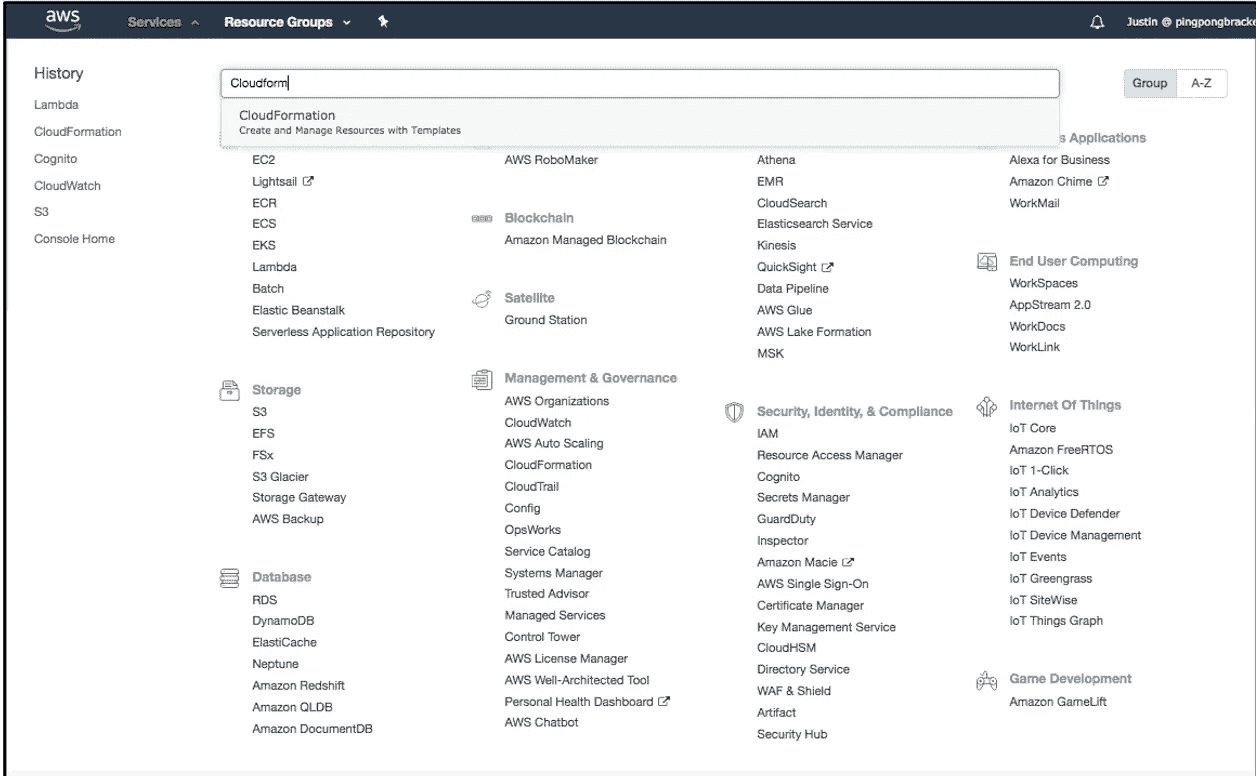 aws Services Resource Groups Justin @ pingpongbracke
History
Lambda
CloudFormation
Cognito
CloudWatch
S3
Console Home
Cloudform
Group A-Z
CloudFormation
Create and Manage Resources with Templates
EC2
Lightsail
ECR
ECS
EKS
Lambda
Batch
Elastic Beanstalk
Serverless Application Repository
Storage
S3
EFS
FSx
S3 Glacier
Storage Gateway
AWS Backup
Database
RDS
DynamoDB
ElastiCache
Neptune
Amazon Redshift
Amazon QLDB
Amazon DocumentDB
AWS RoboMaker
Blockchain
Amazon Managed Blockchain
Satellite
Ground Station
Management & Governance
AWS Organizations
CloudWatch
AWS Auto Scaling
CloudFormation
CloudTrail
Config
OpsWorks
Service Catalog
Systems Manager
Trusted Advisor
Managed Services
Control Tower
AWS License Manager
AWS Well-Architected Tool
Personal Health Dashboard
AWS Chatbot
Athena
EMR
CloudSearch
Elasticsearch Service
Kinesis
QuickSight
Data Pipeline
AWS Glue
AWS Lake Formation
MSK
Security, Identity, & Compliance
IAM
Resource Access Manager
Cognito
Secrets Manager
GuardDuty
Inspector
Amazon Macie
AWS Single Sign-On
Certificate Manager
Key Management Service
CloudHSM
Directory Service
WAF & Shield
Artifact
Security Hub
s Applications
Alexa for Business
Amazon Chime
WorkMail
End User Computing
WorkSpaces
AppStream 2.0
WorkDocs
WorkLink
Internet Of Things
IoT Core
Amazon FreeRTOS
IoT 1-Click
IoT Analytics
IoT Device Defender
IoT Device Management
IoT Events
IoT Greengrass
IoT SiteWise
IoT Things Graph
Game Development
Amazon GameLift